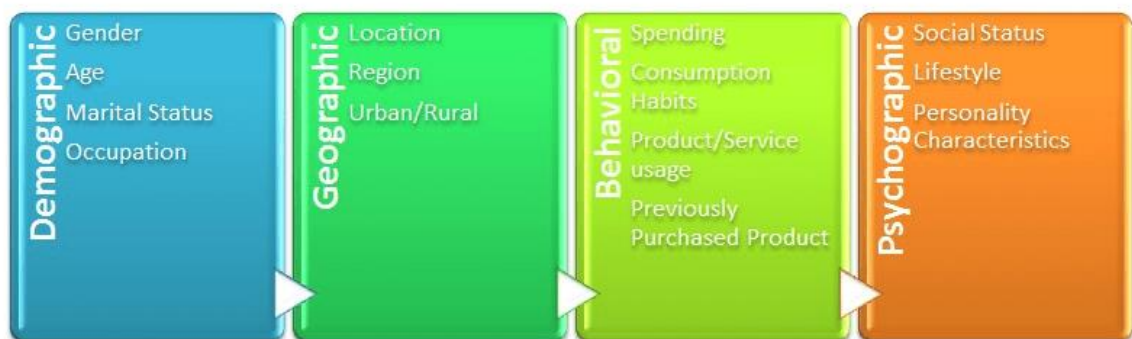 Demographic
Gender
Age
Marital Status
Occupation
Geographic
Location
Region
Urban/Rural
Behavioral
Spending
Consumption
Habits
Product/Service
usage
Previously
Purchased Product
Psychographic
Social Status
Lifestyle
Personality
Characteristics